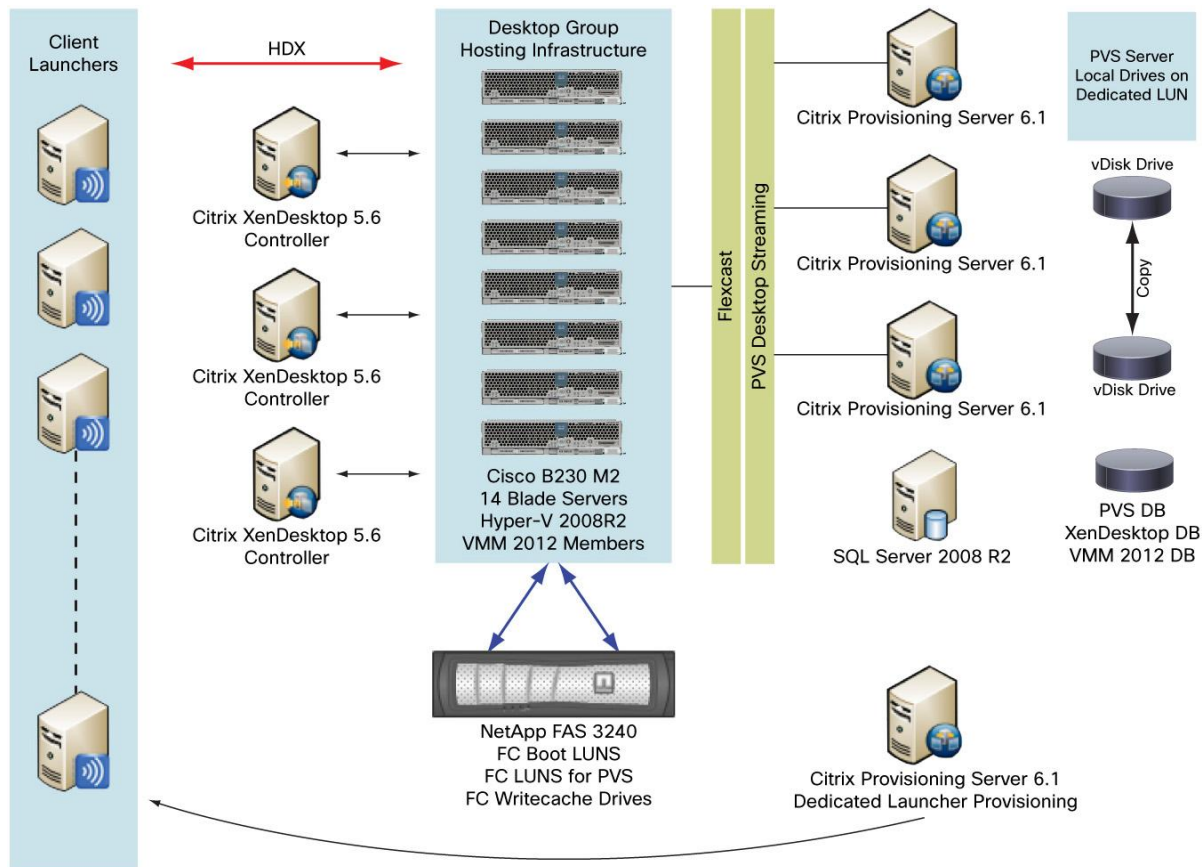 Client
Launchers
HDX
Citrix XenDesktop 5.6
Controller
Citrix XenDesktop 5.6
Controller
Citrix XenDesktop 5.6
Controller
Desktop Group
Hosting Infrastructure
Cisco B230 M2
14 Blade Servers
Hyper-V 2008R2
VMM 2012 Members
NetApp FAS 3240
FC Boot LUNS
FC LUNS for PVS
FC Writecache Drives
Flexcast
PVS Desktop Streaming
Citrix Provisioning Server 6.1
Citrix Provisioning Server 6.1
Citrix Provisioning Server 6.1
SQL Server 2008 R2
Citrix Provisioning Server 6.1
Dedicated Launcher Provisioning
PVS Server
Local Drives on
Dedicated LUN
vDisk Drive
Copy
vDisk Drive
PVS DB
XenDesktop DB
VMM 2012 DB